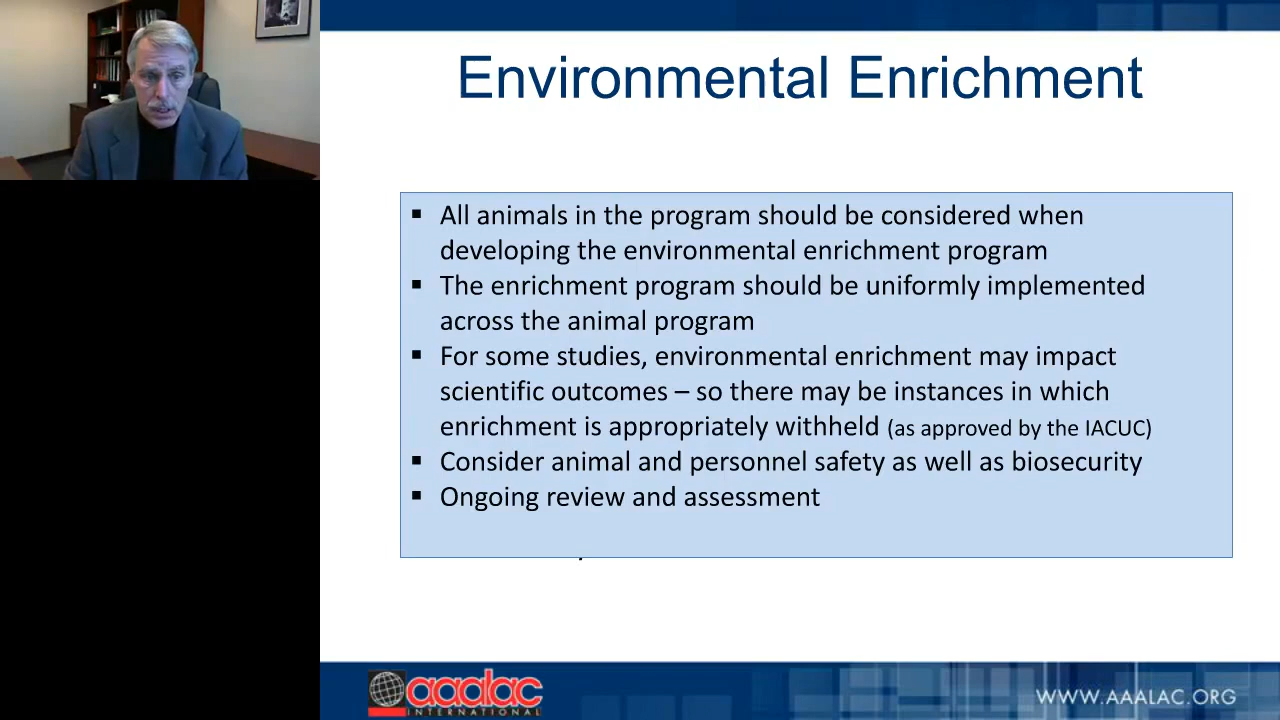 Environmental Enrichment
▪ All animals in the program should be considered when
developing the environmental enrichment program
▪ The enrichment program should be uniformly implemented
across the animal program
▪ For some studies, environmental enrichment may impact
scientific outcomes – so there may be instances in which
enrichment is appropriately withheld (as approved by the IACUC)
▪ Consider animal and personnel safety as well as biosecurity
▪ Ongoing review and assessment
aaalac
INTERNATIONAL
WWW.AAALAC.ORG